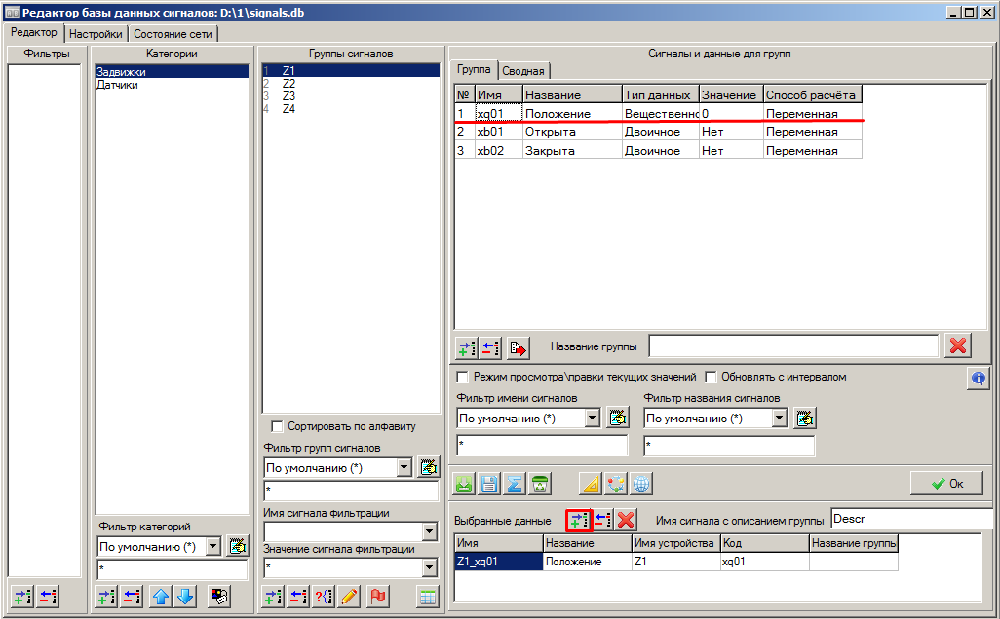 Редактор базы данных сигналов: D:\1\signals.db
Редактор Настройки Состояние сети
Фильтры
Категории
Задвижки
Датчики
Фильтр категорий
По умолчанию (*)
*
Группы сигналов
1 Z1
2 Z2
3 Z3
4 Z4
Сортировать по алфавиту
Фильтр групп сигналов
По умолчанию (*)
*
Имя сигнала фильтрации
Значение сигнала фильтрации
*
Сигналы и данные для групп
Группа Сводная
№ Имя Название Тип данных Значение Способ расчёта
1 xq01 Положение Вещественно 0 Переменная
2 xb01 Открыта Двоичное Нет Переменная
3 xb02 Закрыта Двоичное Нет Переменная
Название группы
Режим просмотра\правки текущих значений Обновлять с интервалом
Фильтр имени сигналов Фильтр названия сигналов
По умолчанию (*) По умолчанию (*)
* *
Ок
Выбранные данные Имя сигнала с описанием группы Descr
Имя Название Имя устройства Код Название группы
Z1_xq01 Положение Z1 xq01